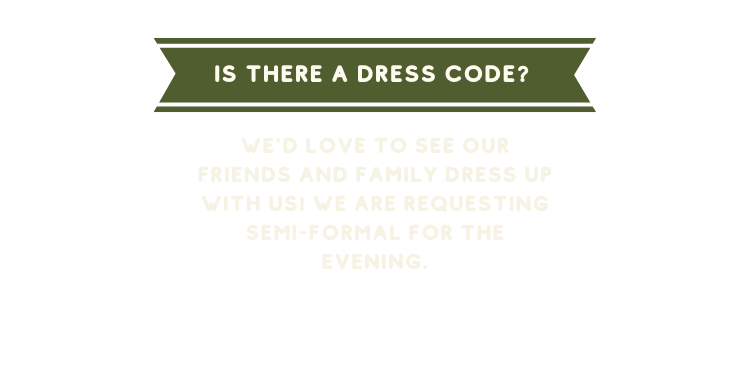 IS THERE A DRESS CODE?
WE'D LOVE TO SEE OUR
FRIENDS AND FAMILY DRESS UP
WITH US! WE ARE REQUESTING
SEMI-FORMAL FOR THE
EVENING.